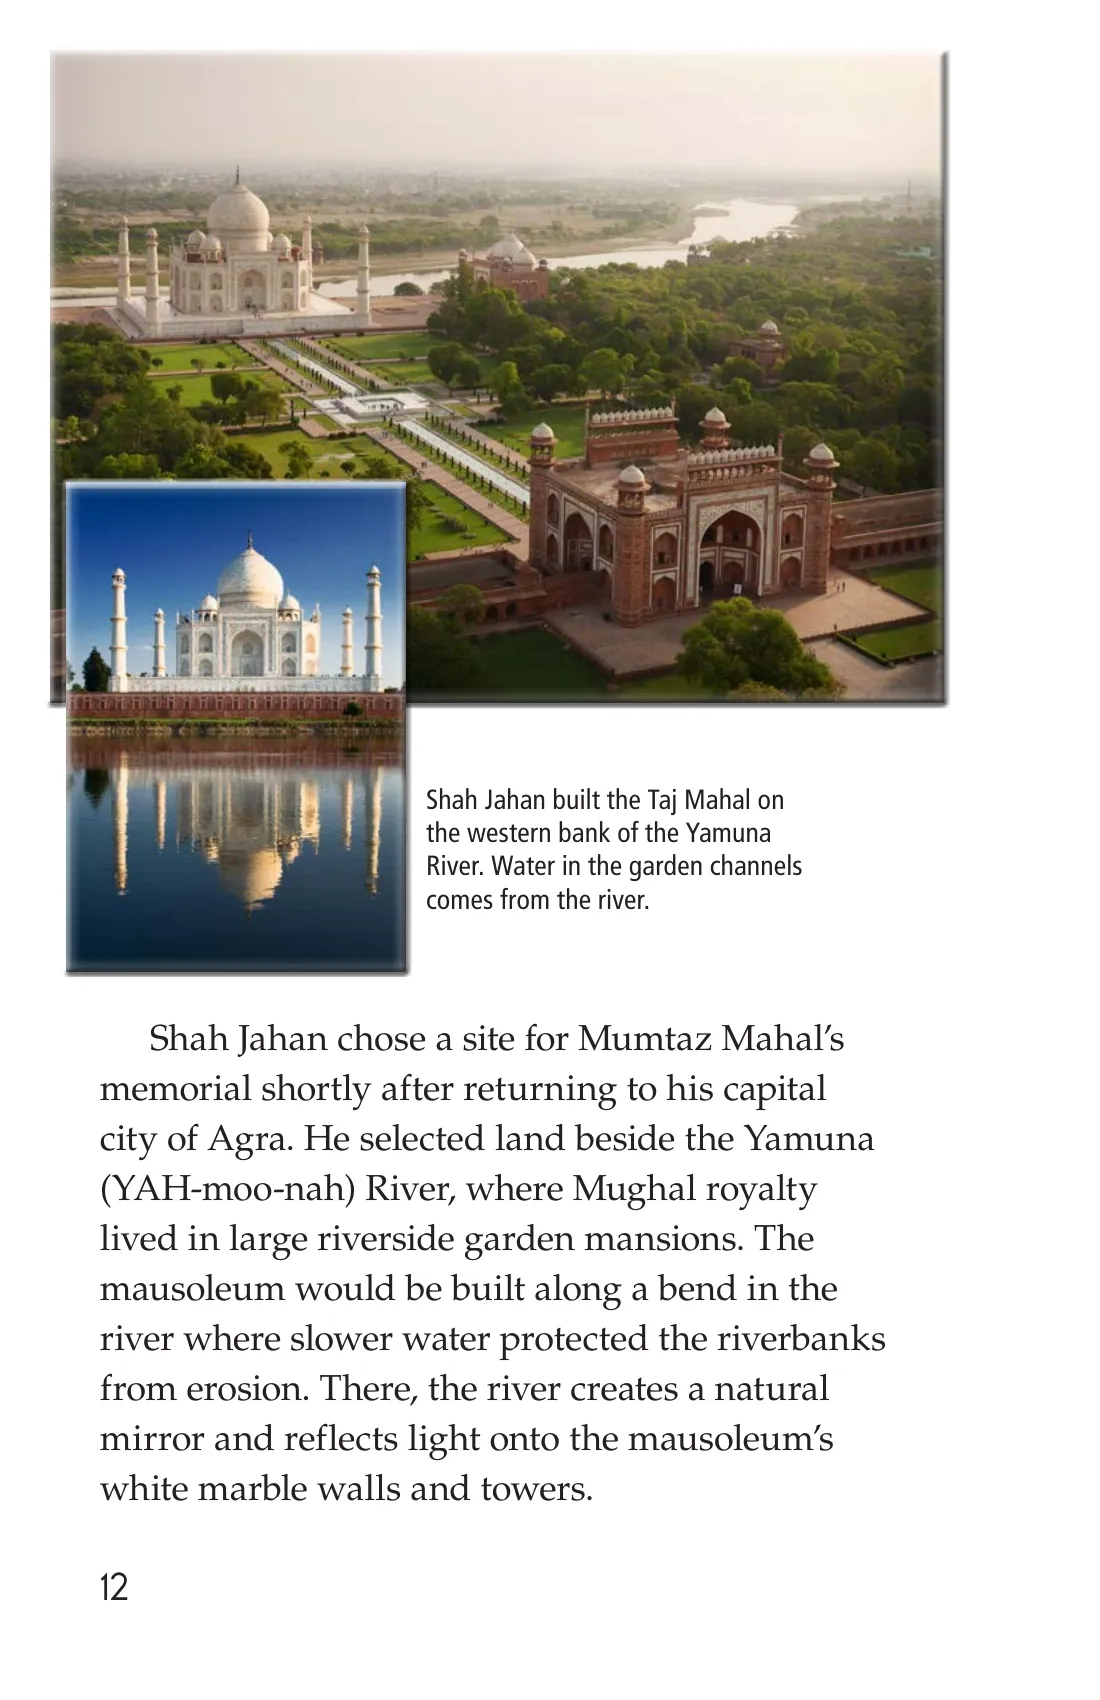 Shah Jahan built the Taj Mahal on
the western bank of the Yamuna
River. Water in the garden channels
comes from the river.
Shah Jahan chose a site for Mumtaz Mahal’s
memorial shortly after returning to his capital
city of Agra. He selected land beside the Yamuna
(YAH-moo-nah) River, where Mughal royalty
lived in large riverside garden mansions. The
mausoleum would be built along a bend in the
river where slower water protected the riverbanks
from erosion. There, the river creates a natural
mirror and reflects light onto the mausoleum’s
white marble walls and towers.
12